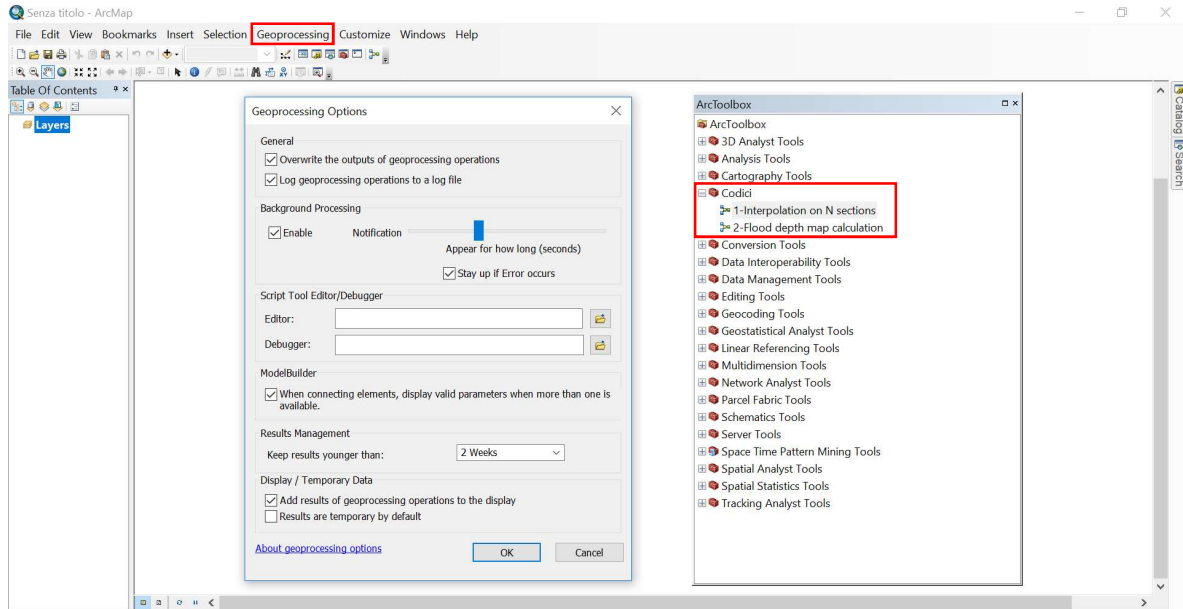 Senza titolo - ArcMap
File Edit View Bookmarks Insert Selection Geoprocessing Customize Windows Help
Table Of Contents
Layers
Geoprocessing Options
General
Overwrite the outputs of geoprocessing operations
Log geoprocessing operations to a log file
Background Processing
Enable
Notification
Appear for how long (seconds)
Stay up if Error occurs
Script Tool Editor/Debugger
Editor:
Debugger:
ModelBuilder
When connecting elements, display valid parameters when more than one is
available.
Results Management
Keep results younger than:
2 Weeks
Display / Temporary Data
Add results of geoprocessing operations to the display
Results are temporary by default
About geoprocessing options
OK
Cancel
ArcToolbox
ArcToolbox
3D Analyst Tools
Analysis Tools
Cartography Tools
Codici
1-Interpolation on N sections
2-Flood depth map calculation
Conversion Tools
Data Interoperability Tools
Data Management Tools
Editing Tools
Geocoding Tools
Geostatistical Analyst Tools
Linear Referencing Tools
Multidimension Tools
Network Analyst Tools
Parcel Fabric Tools
Schematics Tools
Server Tools
Space Time Pattern Mining Tools
Spatial Analyst Tools
Spatial Statistics Tools
Tracking Analyst Tools
Catalog
Search